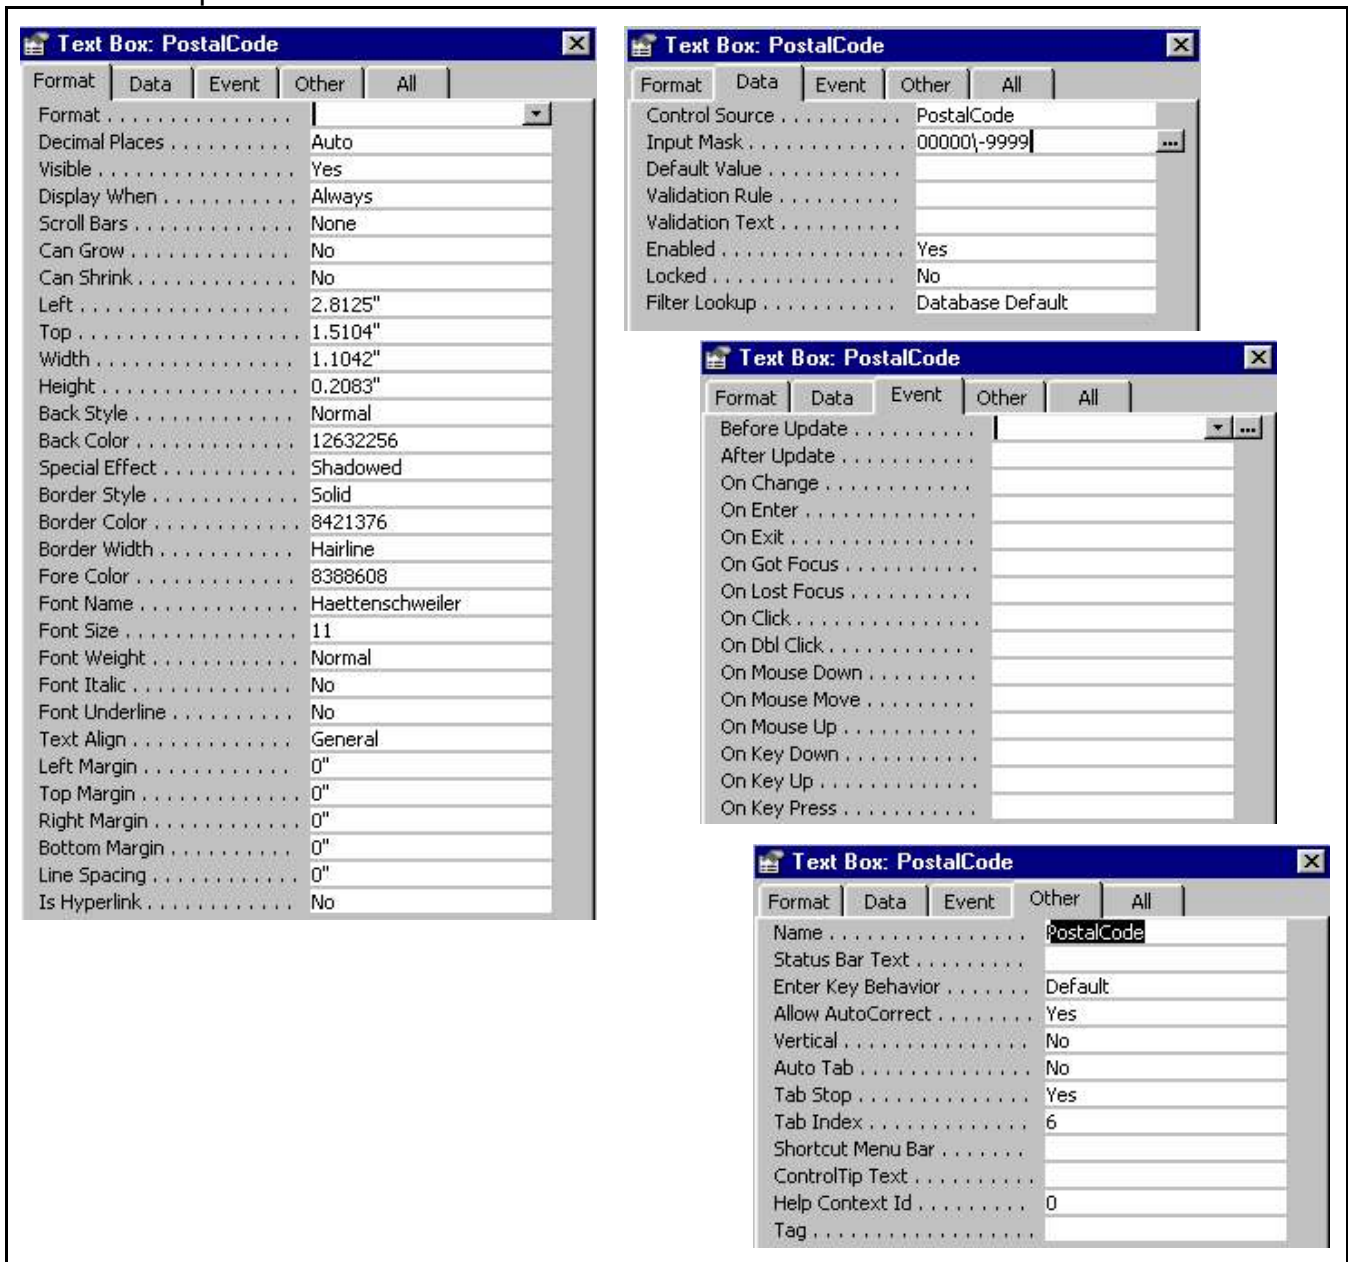 Text Box: PostalCode
Format Data Event Other All
Format . . . . . . . . . . . . . . .
Decimal Places . . . . . . . . . . Auto
Visible . . . . . . . . . . . . . . . . Yes
Display When . . . . . . . . . . . Always
Scroll Bars . . . . . . . . . . . . . None
Can Grow . . . . . . . . . . . . . No
Can Shrink . . . . . . . . . . . . . No
Left . . . . . . . . . . . . . . . . . 2.8125"
Top . . . . . . . . . . . . . . . . . 1.5104"
Width . . . . . . . . . . . . . . . . 1.1042"
Height . . . . . . . . . . . . . . . 0.2083"
Back Style . . . . . . . . . . . . . Normal
Back Color . . . . . . . . . . . . . 12632256
Special Effect . . . . . . . . . . . Shadowed
Border Style . . . . . . . . . . . . Solid
Border Color . . . . . . . . . . . . 8421376
Border Width . . . . . . . . . . . Hairline
Fore Color . . . . . . . . . . . . . 8388608
Font Name . . . . . . . . . . . . . Haettenschweiler
Font Size . . . . . . . . . . . . . . 11
Font Weight . . . . . . . . . . . . Normal
Font Italic . . . . . . . . . . . . . No
Font Underline . . . . . . . . . . No
Text Align . . . . . . . . . . . . . General
Left Margin . . . . . . . . . . . . 0"
Top Margin . . . . . . . . . . . . . 0"
Right Margin . . . . . . . . . . . . 0"
Bottom Margin . . . . . . . . . . 0"
Line Spacing . . . . . . . . . . . . 0"
Is Hyperlink . . . . . . . . . . . . No
Text Box: PostalCode
Format Data Event Other All
Control Source . . . . . . . . . . PostalCode
Input Mask . . . . . . . . . . . . . 00000\-9999
Default Value . . . . . . . . . . .
Validation Rule . . . . . . . . . .
Validation Text . . . . . . . . . .
Enabled . . . . . . . . . . . . . . . Yes
Locked . . . . . . . . . . . . . . . No
Filter Lookup . . . . . . . . . . . Database Default
Text Box: PostalCode
Format Data Event Other All
Before Update . . . . . . . . . .
After Update . . . . . . . . . . .
On Change . . . . . . . . . . . .
On Enter . . . . . . . . . . . . . .
On Exit . . . . . . . . . . . . . . .
On Got Focus . . . . . . . . . . .
On Lost Focus . . . . . . . . . .
On Click . . . . . . . . . . . . . . .
On Dbl Click . . . . . . . . . . . .
On Mouse Down . . . . . . . . .
On Mouse Move . . . . . . . . .
On Mouse Up . . . . . . . . . . .
On Key Down . . . . . . . . . . .
On Key Up . . . . . . . . . . . . .
On Key Press . . . . . . . . . . .
Text Box: PostalCode
Format Data Event Other All
Name . . . . . . . . . . . . . . . . PostalCode
Status Bar Text . . . . . . . . .
Enter Key Behavior . . . . . . . Default
Allow AutoCorrect . . . . . . . . Yes
Vertical . . . . . . . . . . . . . . . No
Auto Tab . . . . . . . . . . . . . . No
Tab Stop . . . . . . . . . . . . . . Yes
Tab Index . . . . . . . . . . . . . 6
Shortcut Menu Bar . . . . . . .
ControlTip Text . . . . . . . . . .
Help Context Id . . . . . . . . . 0
Tag . . . . . . . . . . . . . . . . . .